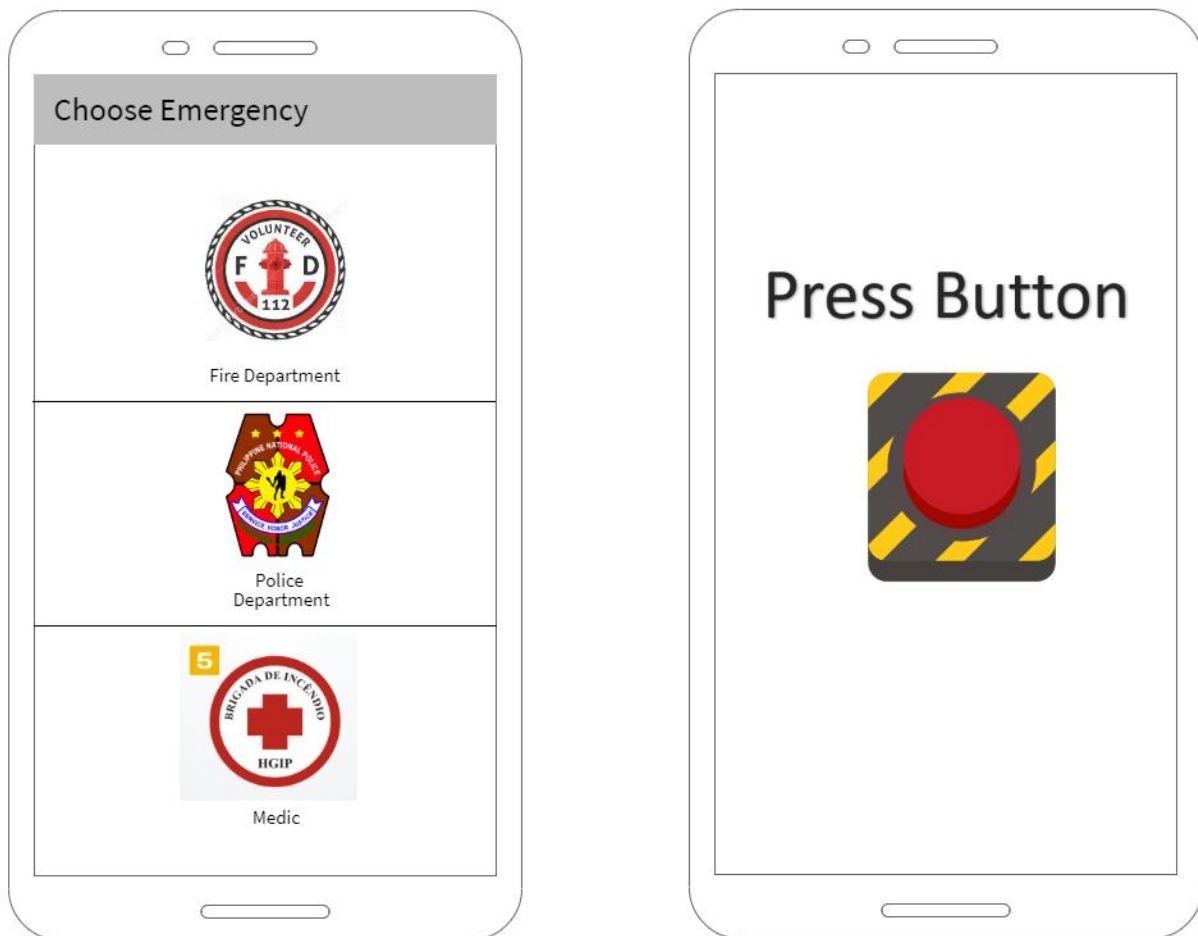 Choose Emergency
VOLUNTEER
F D
112
Fire Department
PHILIPPINE NATIONAL POLICE
SERVICE HONOR JUSTICE
Police
Department
5
BRIGADA DE INCÊNDIO
HGIP
Medic
Press Button